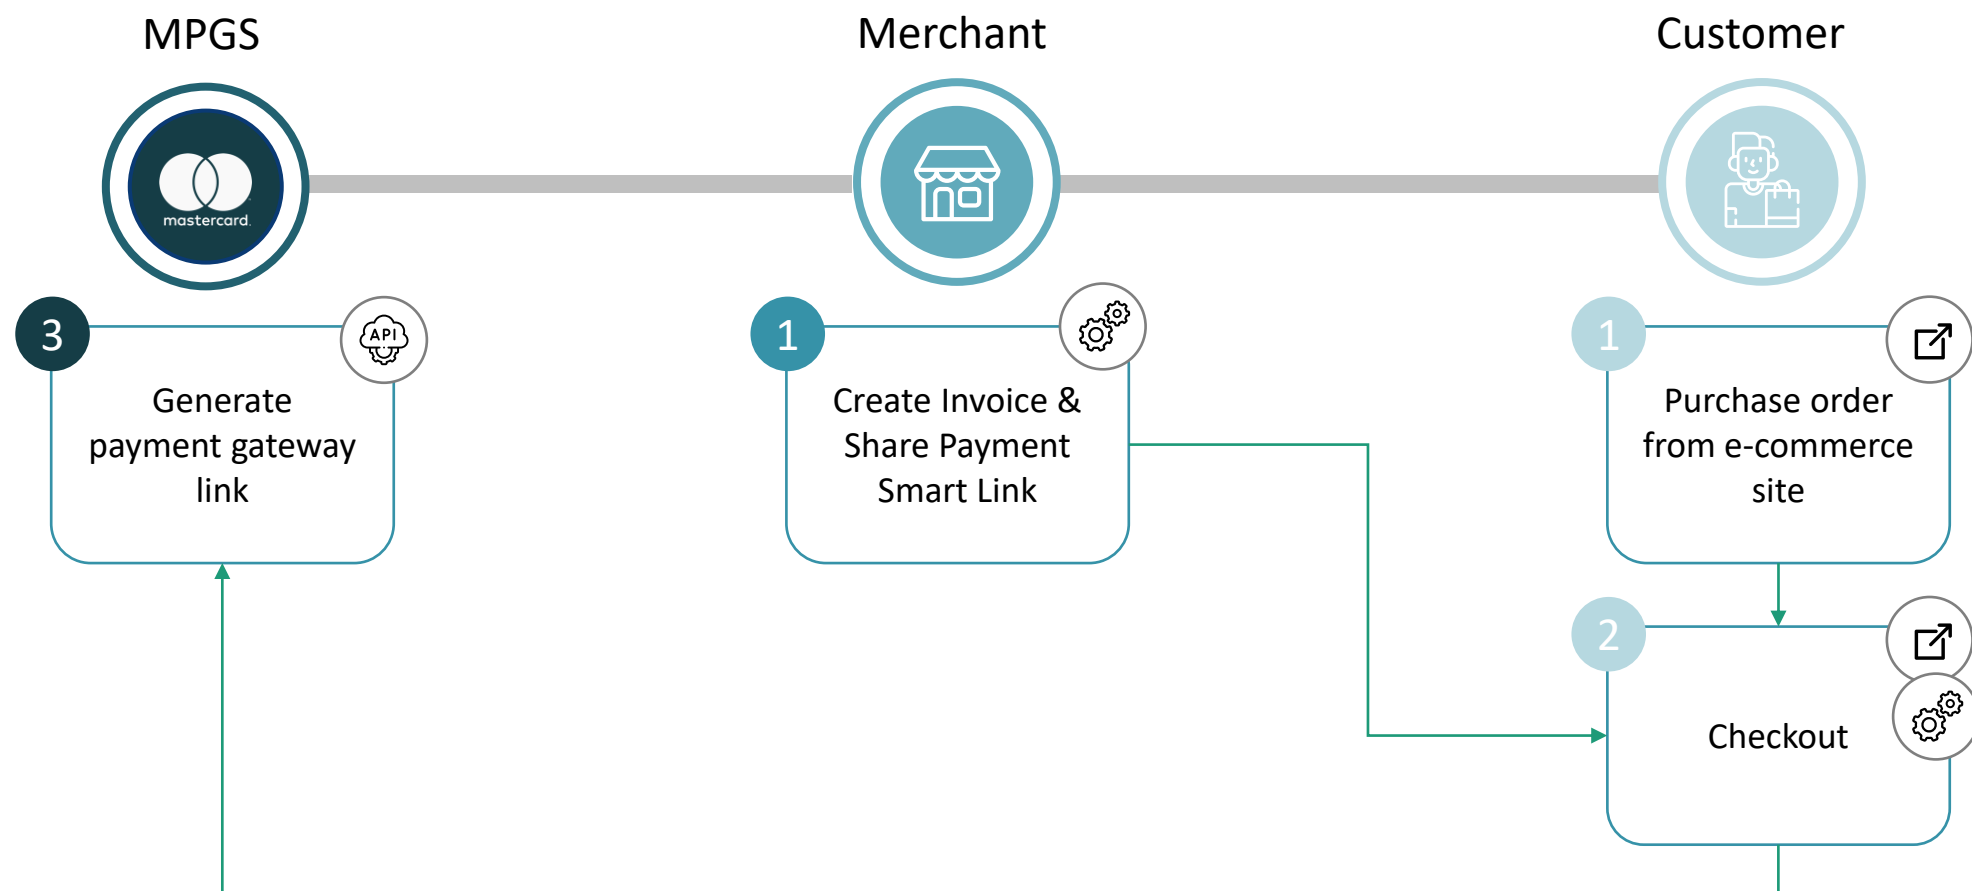 MPGS
Merchant
Customer
mastercard.
3
API
Generate
payment gateway
link
1
Create Invoice &
Share Payment
Smart Link
1
Purchase order
from e-commerce
site
2
Checkout